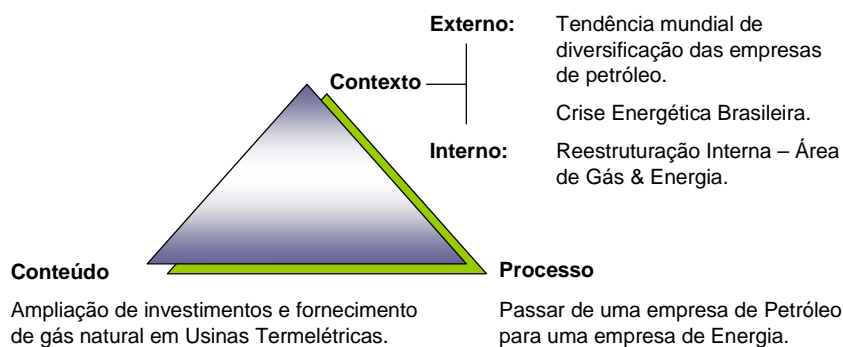 Externo: Tendência mundial de
diversificação das empresas
de petróleo.
Contexto
Crise Energética Brasileira.
Interno: Reestruturação Interna – Área
de Gás & Energia.
Conteúdo
Ampliação de investimentos e fornecimento
de gás natural em Usinas Termelétricas.
Processo
Passar de uma empresa de Petróleo
para uma empresa de Energia.